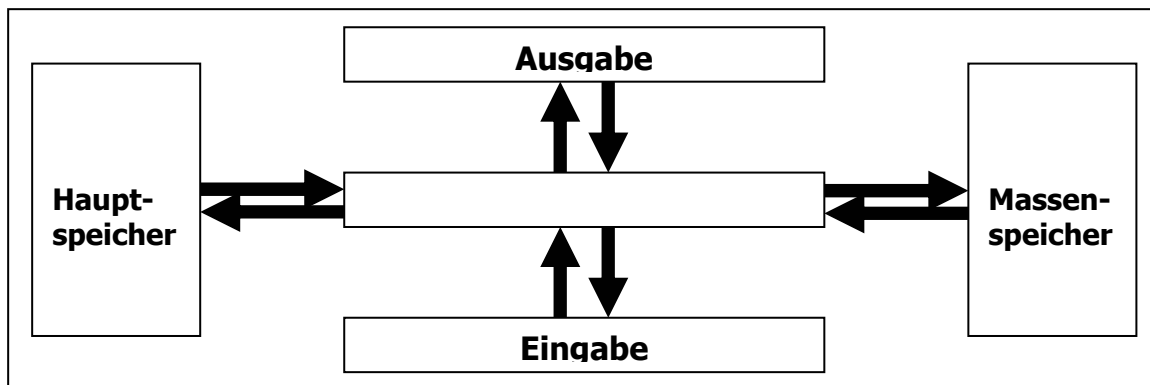 Ausgabe
Haupt-
speicher
Massen-
speicher
Eingabe